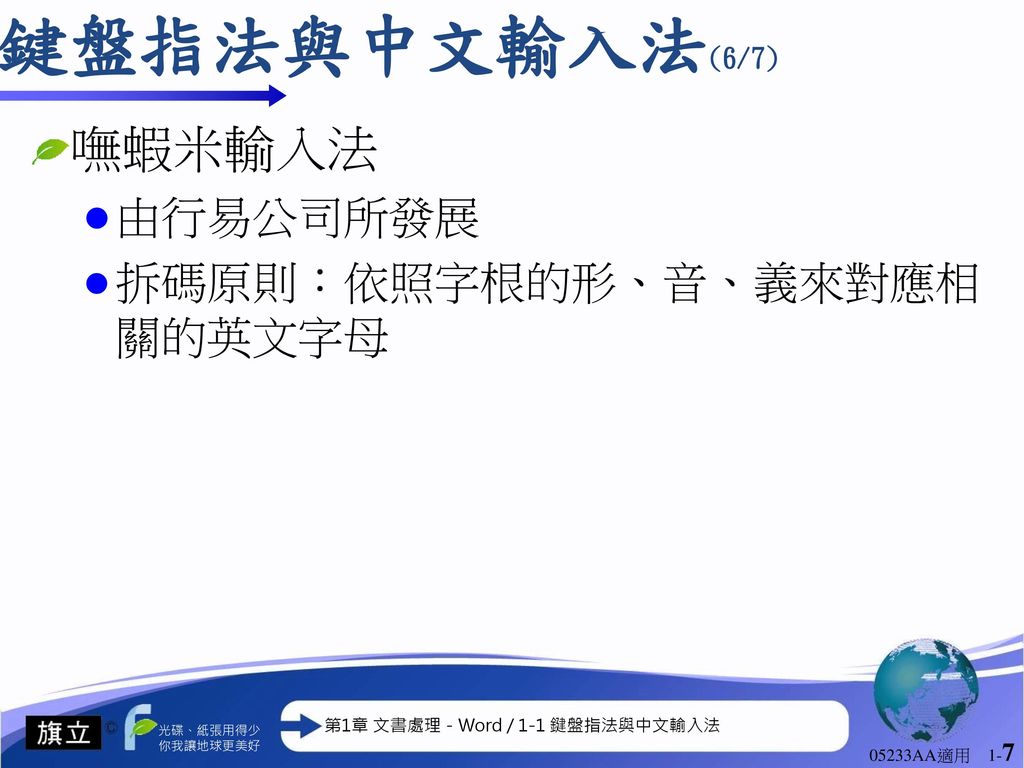 鍵盤指法與中文輸入法(6/7)
嘸蝦米輸入法
由行易公司所發展
拆碼原則：依照字根的形、音、義來對應相
關的英文字母
旗立 © F 光碟、紙張用得少
你我讓地球更美好
第1章 文書處理 - Word / 1-1 鍵盤指法與中文輸入法
05233AA適用 1-7